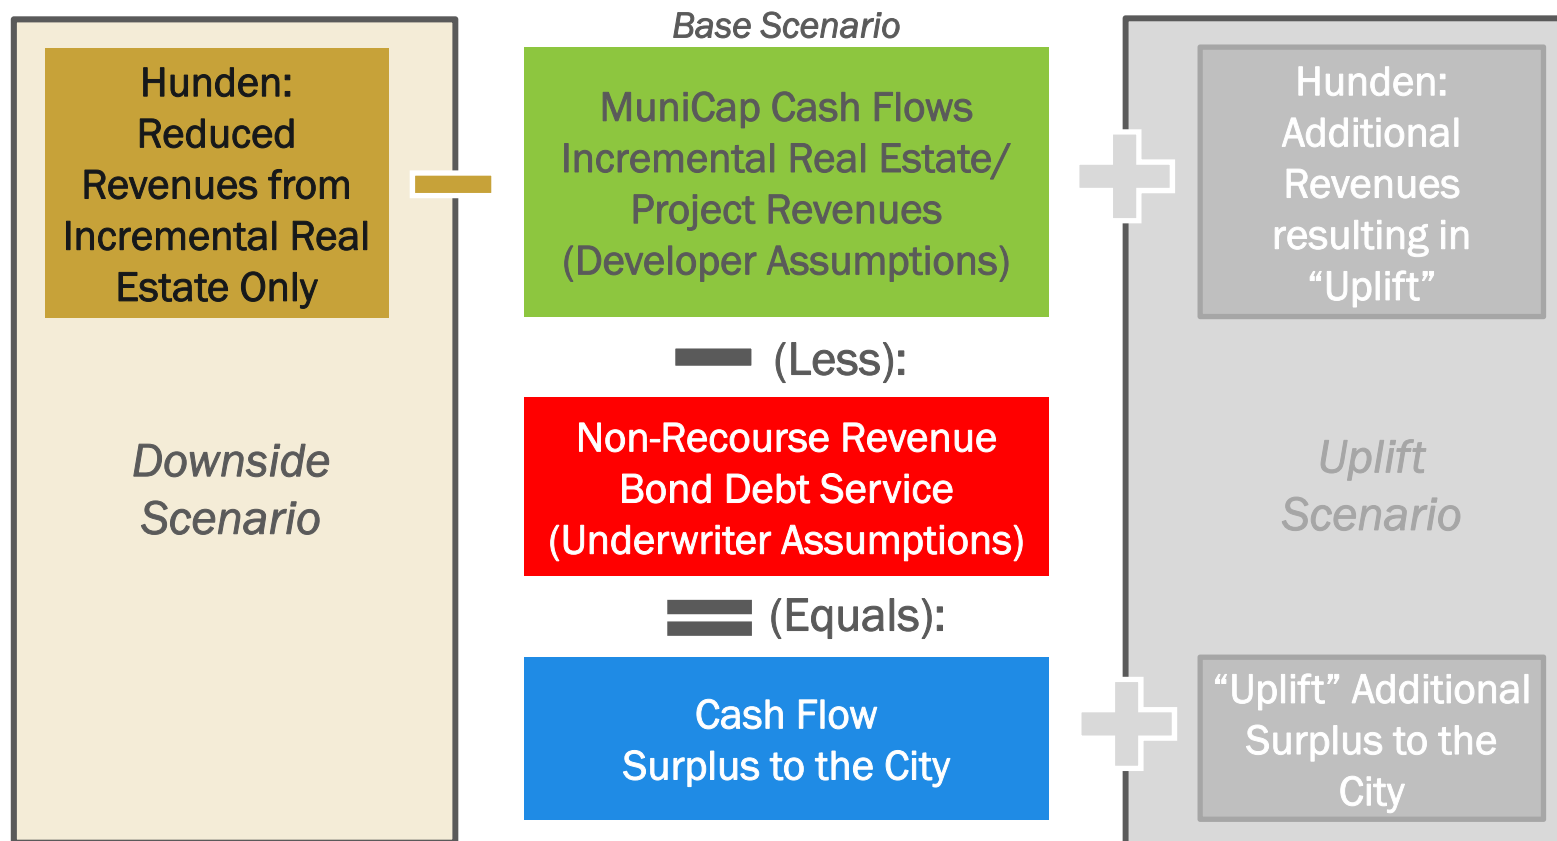 Base Scenario
Hunden:
Reduced
Revenues from
Incremental Real
Estate Only
Downside
Scenario
MuniCap Cash Flows
Incremental Real Estate/
Project Revenues
(Developer Assumptions)
(Less):
Non-Recourse Revenue
Bond Debt Service
(Underwriter Assumptions)
(Equals):
Cash Flow
Surplus to the City
Hunden:
Additional
Revenues
resulting in
“Uplift”
Uplift
Scenario
“Uplift” Additional
Surplus to the
City